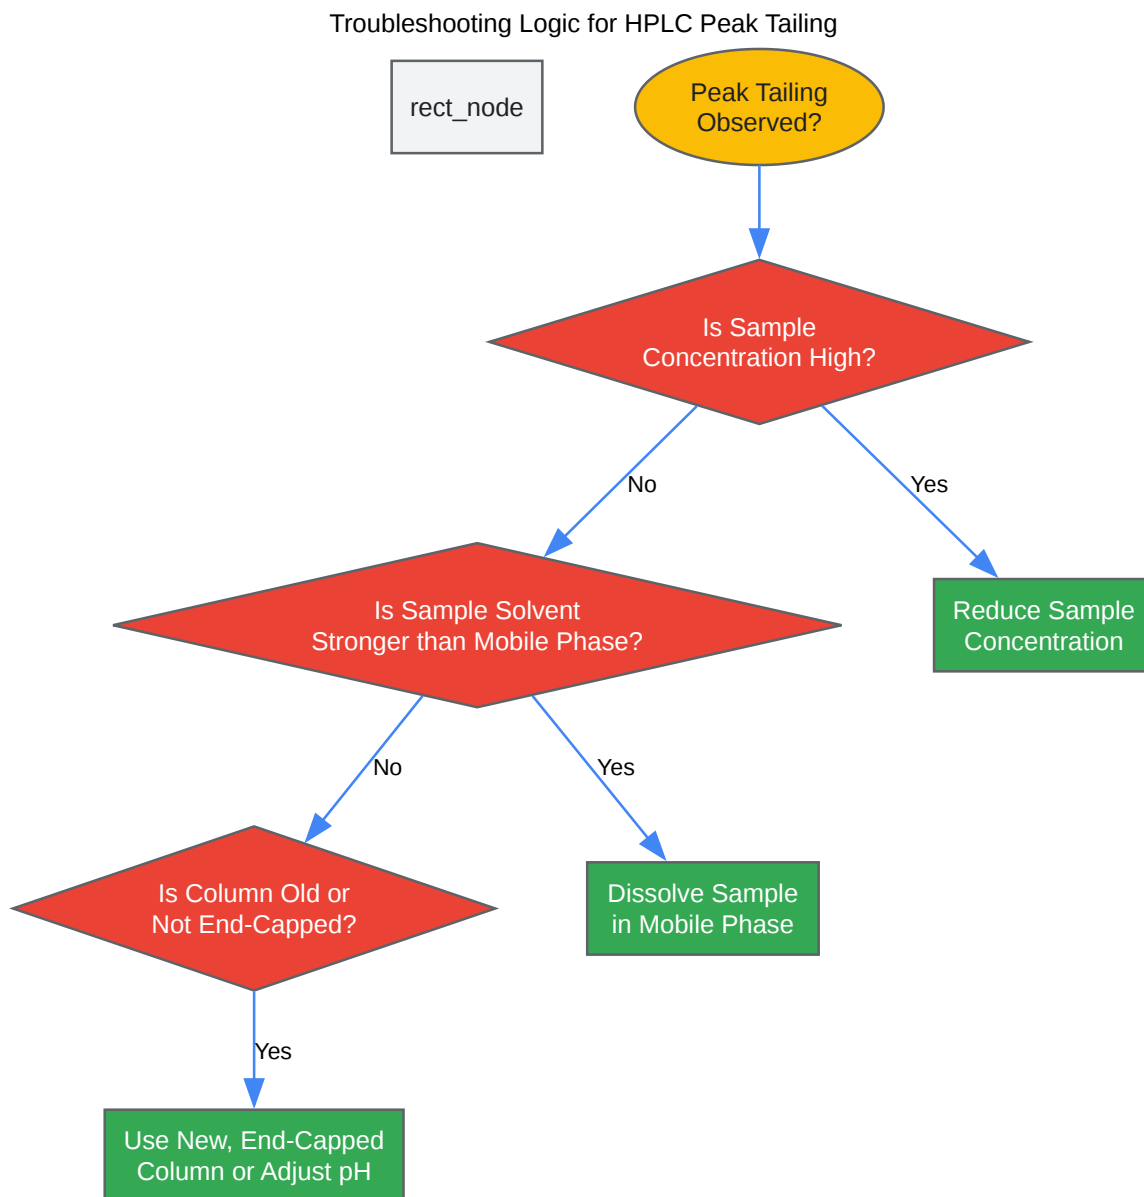 Troubleshooting Logic for HPLC Peak Tailing
rect_node
Peak Tailing
Observed?
Is Sample
Concentration High?
No
Yes
Is Sample Solvent
Stronger than Mobile Phase?
Reduce Sample
Concentration
No
Yes
Is Column Old or
Not End-Capped?
Dissolve Sample
in Mobile Phase
Yes
Use New, End-Capped
Column or Adjust pH